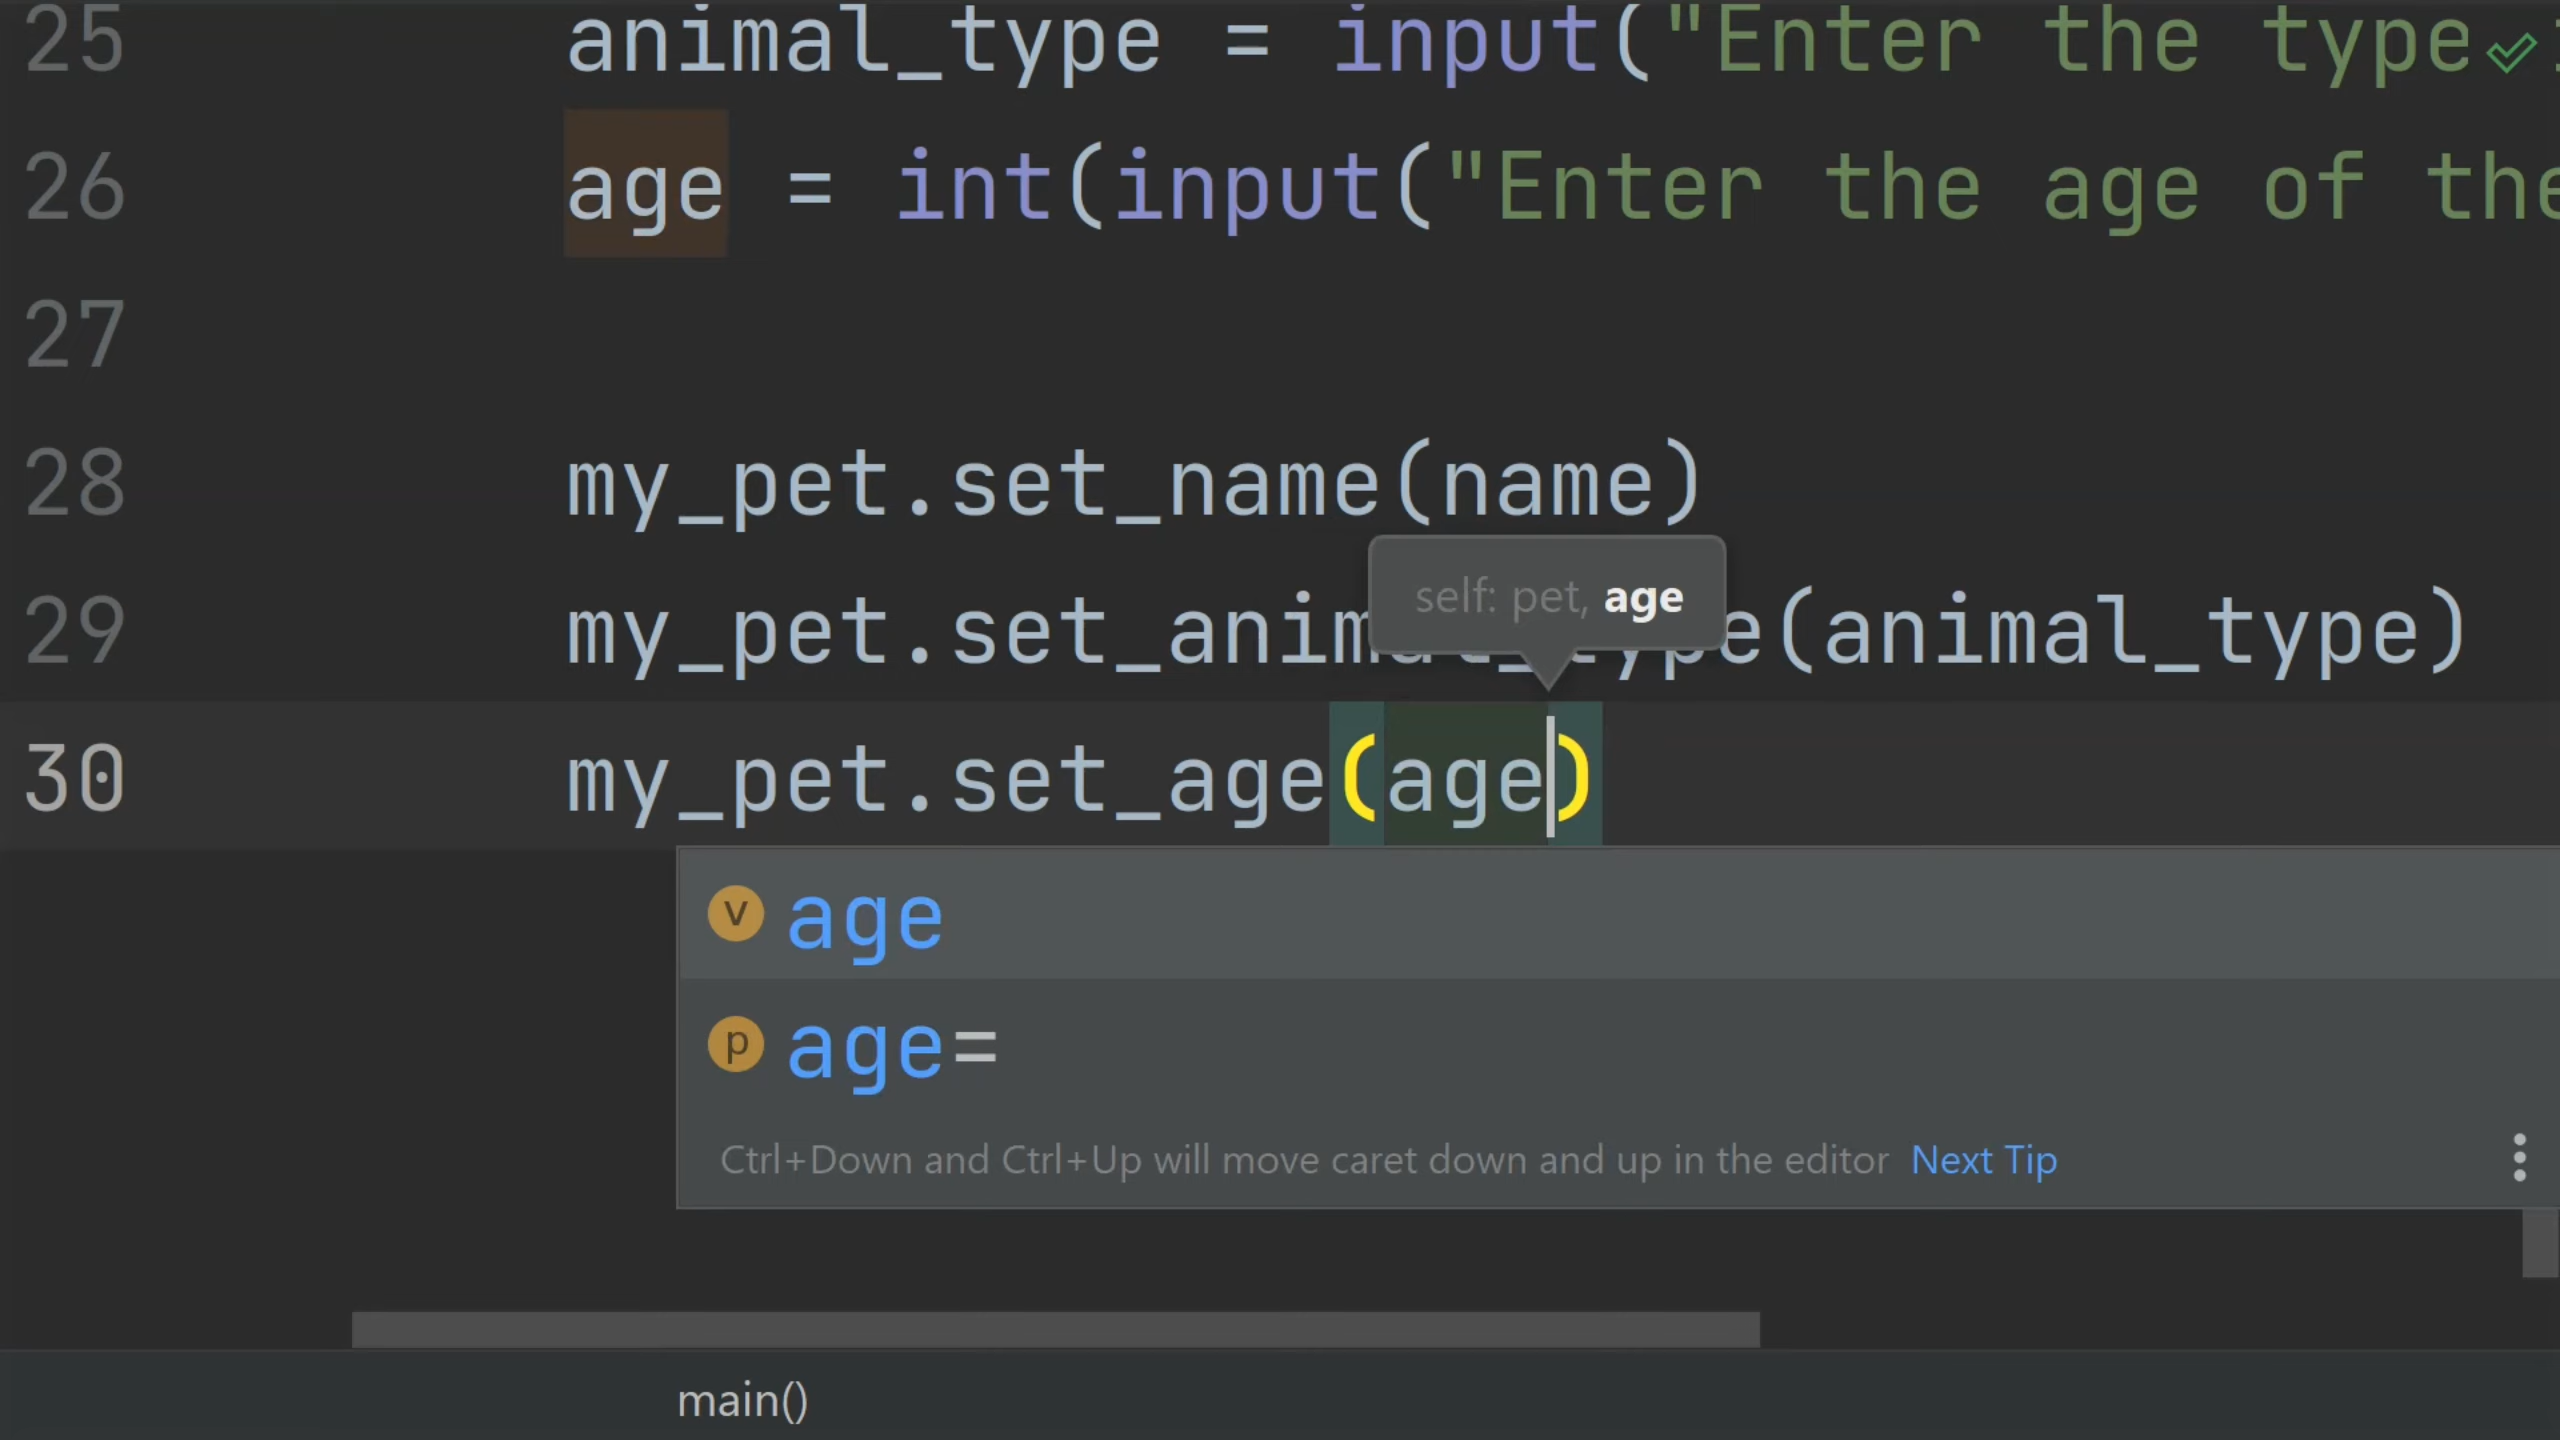 25 animal_type = input("Enter the type
26 age = int(input("Enter the age of the
27
28 my_pet.set_name(name)
self: pet, age
29 my_pet.set_animal_type(animal_type)
30 my_pet.set_age(age)
v age
p age=
Ctrl+Down and Ctrl+Up will move caret down and up in the editor Next Tip
main()